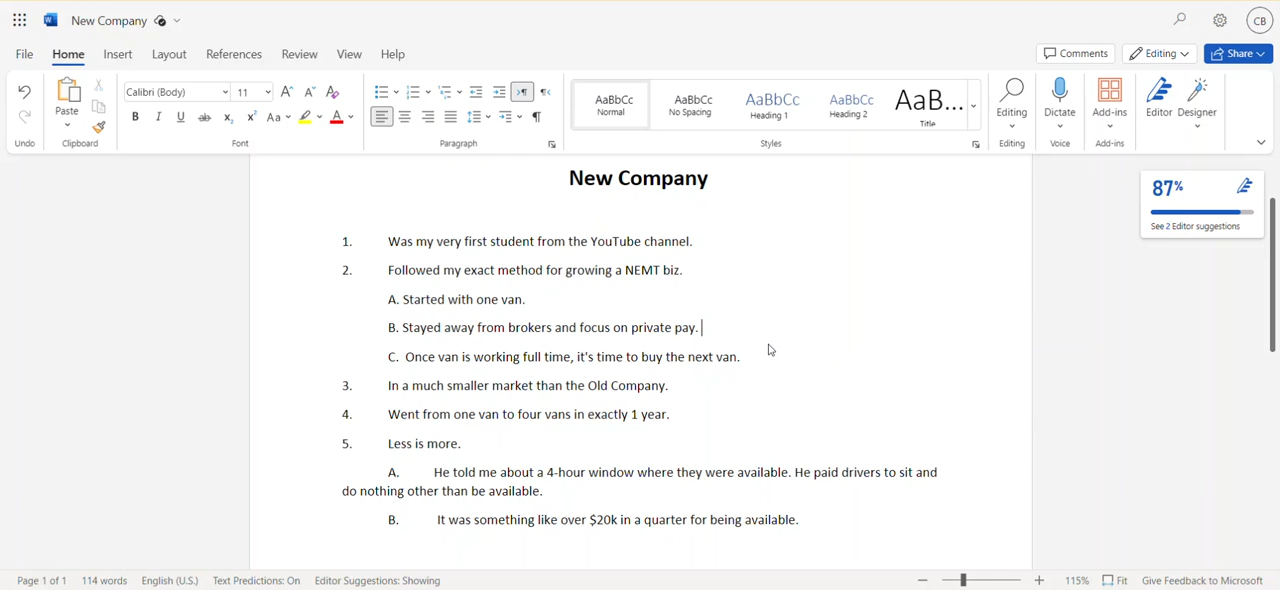 New Company
CB
File Home Insert Layout References Review View Help
Comments Editing Share
Paste
Calibri (Body) 11
B I U ab x₂ x² Aa A
AaBbCc AaBbCc AaBbCc AaBbCc AaB...
Normal No Spacing Heading 1 Heading 2 Title
Editing Dictate Add-ins Editor Designer
Undo Clipboard Font Paragraph Styles Editing Voice Add-ins
87%
See 2 Editor suggestions
New Company
1. Was my very first student from the YouTube channel.
2. Followed my exact method for growing a NEMT biz.
A. Started with one van.
B. Stayed away from brokers and focus on private pay.
C. Once van is working full time, it's time to buy the next van.
3. In a much smaller market than the Old Company.
4. Went from one van to four vans in exactly 1 year.
5. Less is more.
A. He told me about a 4-hour window where they were available. He paid drivers to sit and
do nothing other than be available.
B. It was something like over $20k in a quarter for being available.
Page 1 of 1 114 words English (U.S.) Text Predictions: On Editor Suggestions: Showing 115% Fit Give Feedback to Microsoft